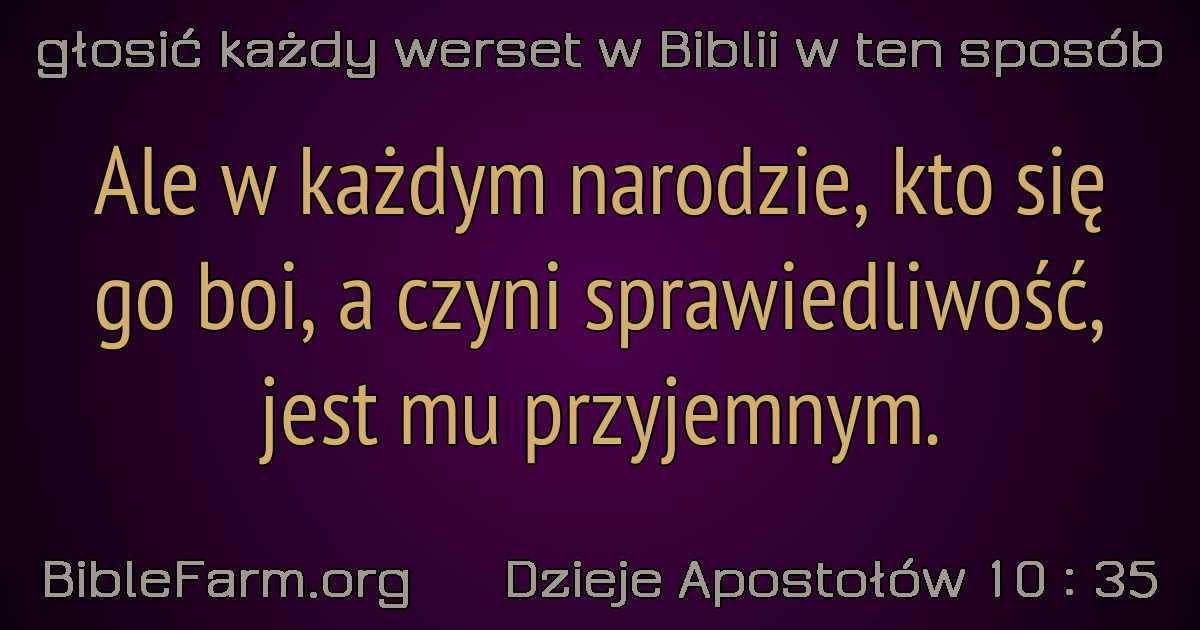 głosić każdy werset w Biblii w ten sposób
Ale w każdym narodzie, kto się
go boi, a czyni sprawiedliwość,
jest mu przyjemnym.
BibleFarm.org Dzieje Apostołów 10 : 35